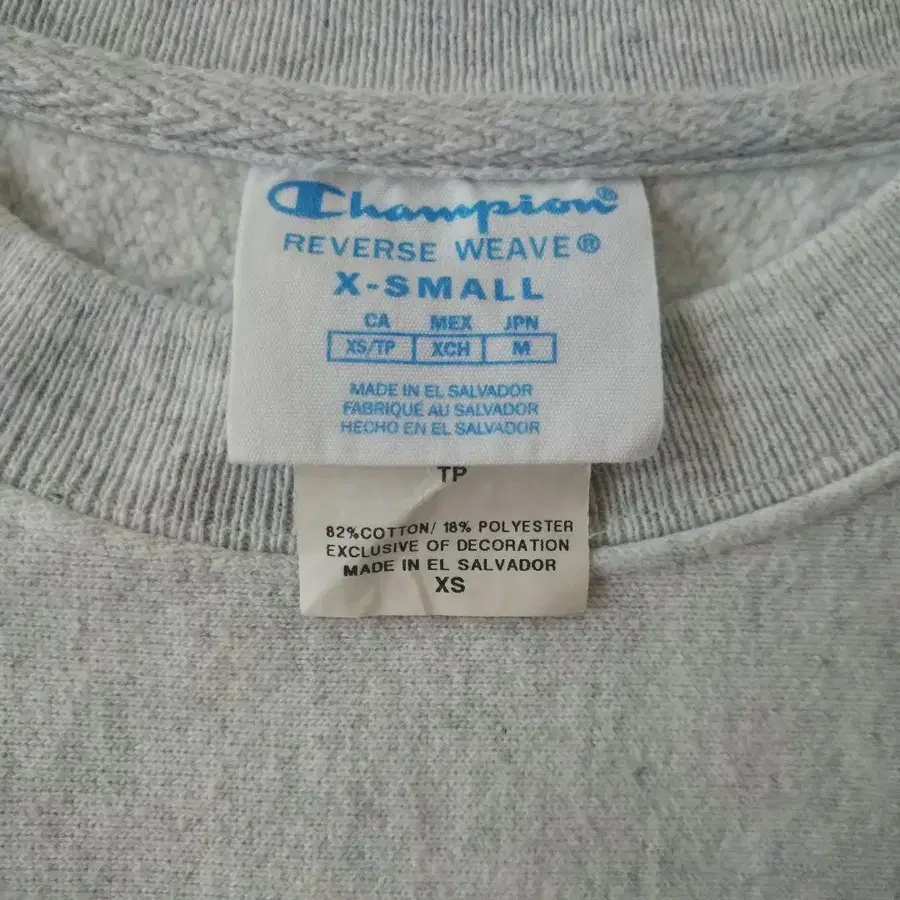 Champion®
REVERSE WEAVE®
X-SMALL
CA MEX JPN
XS/TP XCH M
MADE IN EL SALVADOR
FABRIQUÉ AU SALVADOR
HECHO EN EL SALVADOR
TP
82%COTTON/ 18% POLYESTER
EXCLUSIVE OF DECORATION
MADE IN EL SALVADOR
XS